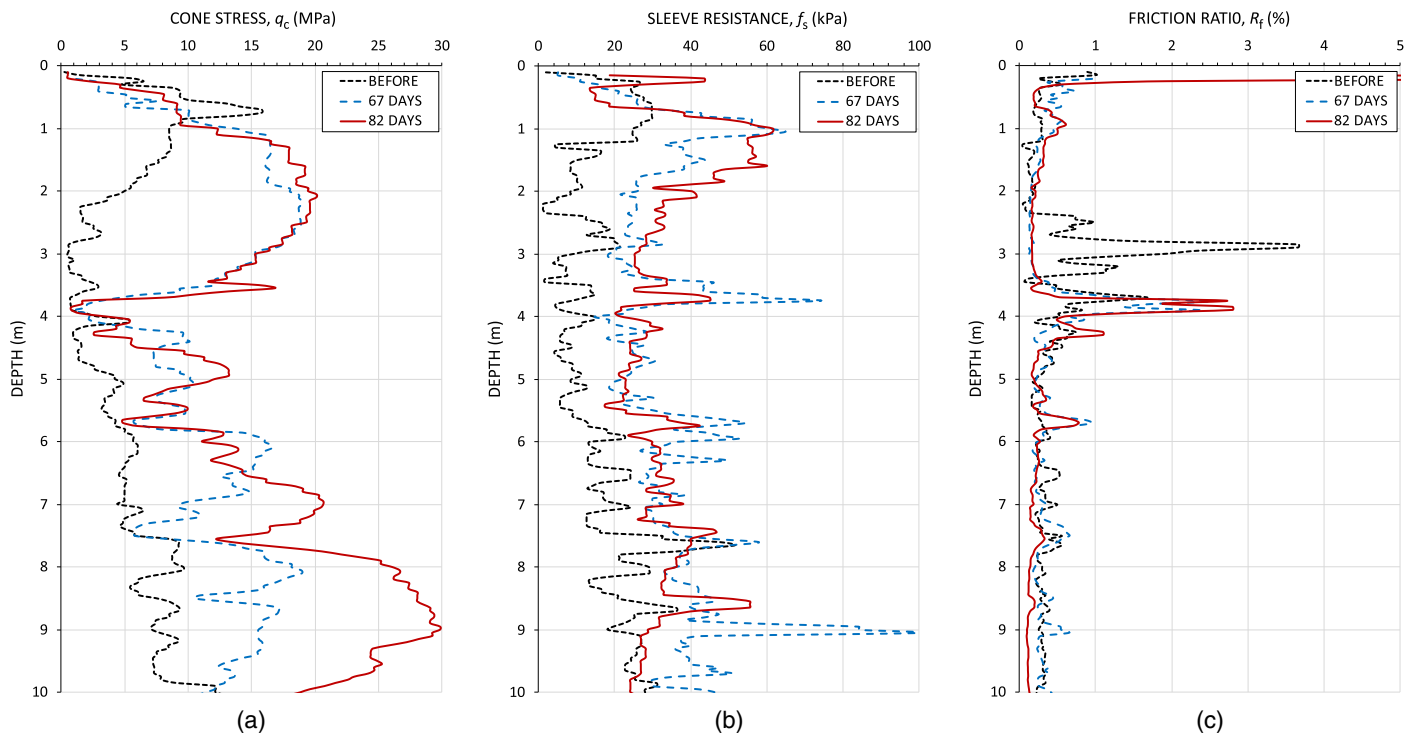 CONE STRESS, qc (MPa)
0 5 10 15 20 25 30
0
1
2
3
4
5
6
7
8
9
10
DEPTH (m)
BEFORE
67 DAYS
82 DAYS
(a)
SLEEVE RESISTANCE, fs (kPa)
0 20 40 60 80 100
0
1
2
3
4
5
6
7
8
9
10
DEPTH (m)
BEFORE
67 DAYS
82 DAYS
(b)
FRICTION RATI0, Rf (%)
0 1 2 3 4 5
0
1
2
3
4
5
6
7
8
9
10
DEPTH (m)
BEFORE
67 DAYS
82 DAYS
(c)